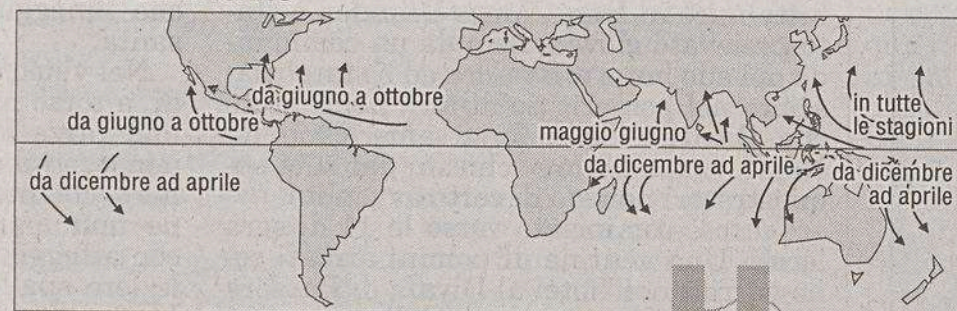 da giugno a ottobre
da giugno a ottobre
in tutte
le stagioni
maggio giugno
da dicembre ad aprile
da dicembre ad aprile
da dicembre
ad aprile